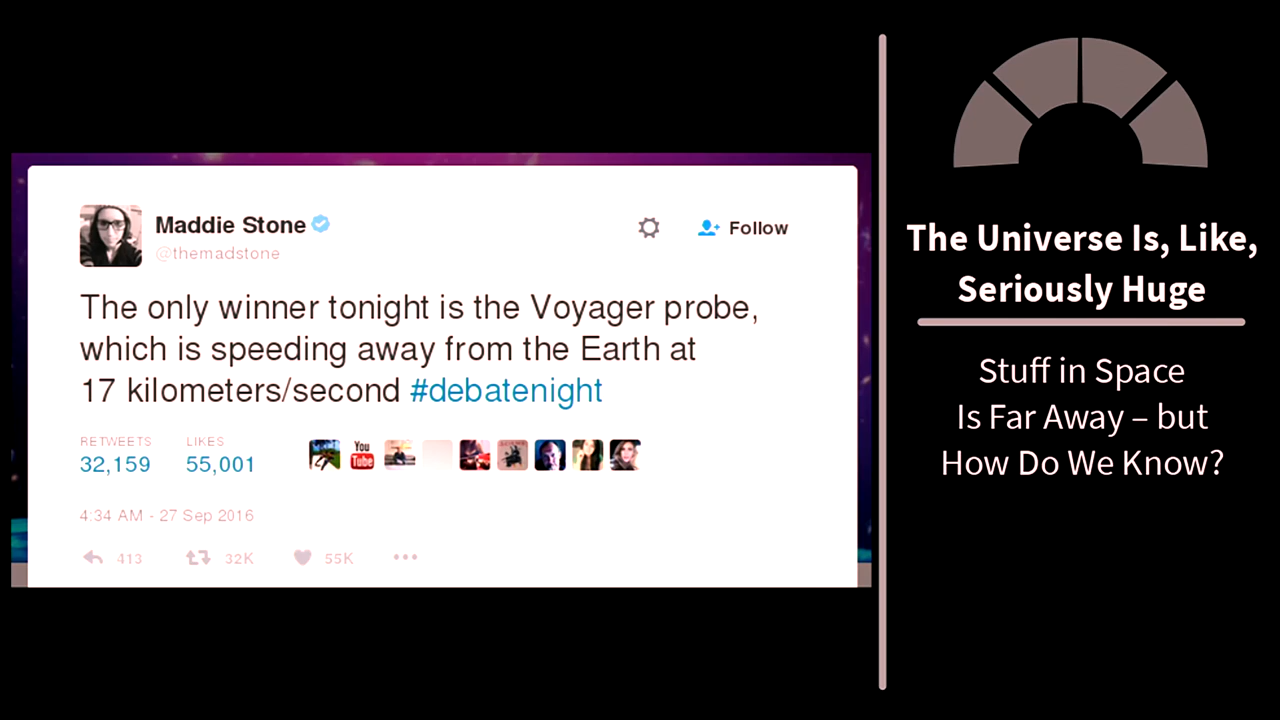 Maddie Stone
@themadstone
Follow
The only winner tonight is the Voyager probe,
which is speeding away from the Earth at
17 kilometers/second #debatenight
RETWEETS LIKES
32,159 55,001
You
Tube
4:34 AM - 27 Sep 2016
413 32K 55K
The Universe Is, Like,
Seriously Huge
Stuff in Space
Is Far Away – but
How Do We Know?